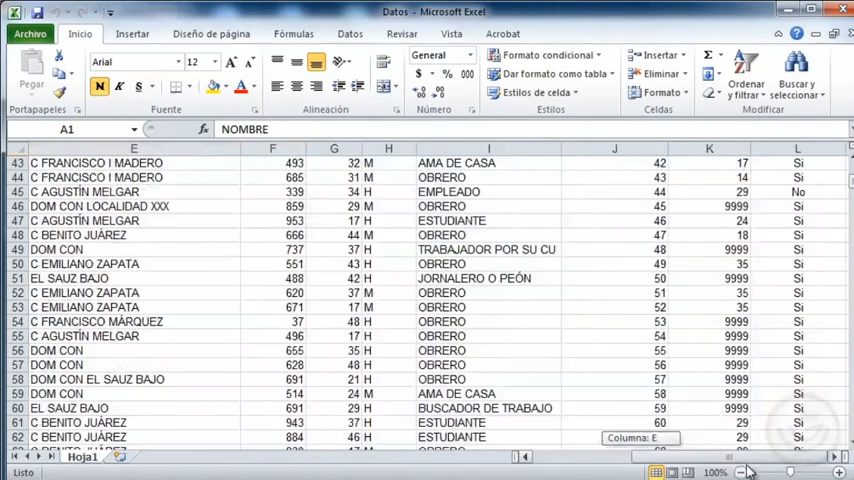 Datos - Microsoft Excel
Archivo Inicio Insertar Diseño de página Fórmulas Datos Revisar Vista Acrobat
Arial 12 General Formato condicional Insertar Σ
Pegar N K S $ % 000 Dar formato como tabla Eliminar Ordenar y filtrar Buscar y seleccionar
Estilos de celda Formato
Portapapeles Fuente Alineación Número Estilos Celdas Modificar
A1 fx NOMBRE
E F G H I J K L
43 C FRANCISCO I MADERO 493 32 M AMA DE CASA 42 17 Si
44 C FRANCISCO I MADERO 685 31 M OBRERO 43 14 Si
45 C AGUSTÍN MELGAR 339 34 H EMPLEADO 44 29 No
46 DOM CON LOCALIDAD XXX 859 29 M OBRERO 45 9999 Si
47 C AGUSTÍN MELGAR 953 17 H ESTUDIANTE 46 24 Si
48 C BENITO JUÁREZ 666 44 M OBRERO 47 18 Si
49 DOM CON 737 37 H TRABAJADOR POR SU CU 48 9999 Si
50 C EMILIANO ZAPATA 551 43 H OBRERO 49 35 Si
51 EL SAUZ BAJO 488 42 H JORNALERO O PEÓN 50 9999 Si
52 C EMILIANO ZAPATA 620 37 M OBRERO 51 35 Si
53 C EMILIANO ZAPATA 671 17 M OBRERO 52 35 Si
54 C FRANCISCO MÁRQUEZ 37 48 H OBRERO 53 9999 Si
55 C AGUSTÍN MELGAR 496 17 H OBRERO 54 9999 Si
56 DOM CON 655 35 H OBRERO 55 9999 Si
57 DOM CON 628 48 H OBRERO 56 9999 Si
58 DOM CON EL SAUZ BAJO 691 21 H OBRERO 57 9999 Si
59 DOM CON 514 24 M AMA DE CASA 58 9999 Si
60 EL SAUZ BAJO 691 29 M BUSCADOR DE TRABAJO 59 9999 Si
61 C BENITO JUÁREZ 943 37 H ESTUDIANTE 60 29 Si
62 C BENITO JUÁREZ 884 46 H ESTUDIANTE 29 Si
Columna: E
Hoja1
Listo 100%